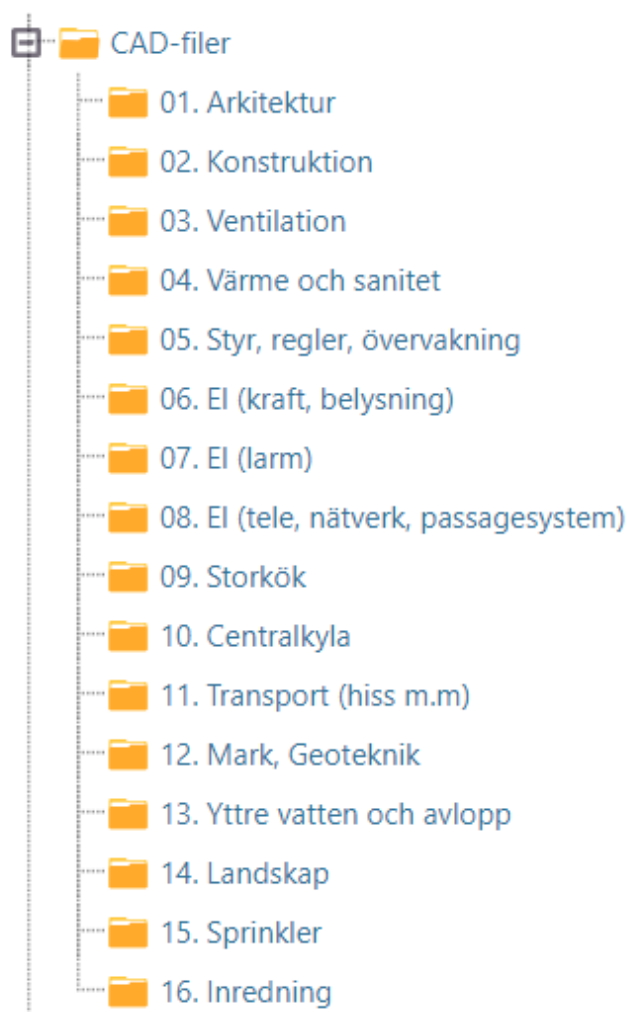 CAD-filer
01. Arkitektur
02. Konstruktion
03. Ventilation
04. Värme och sanitet
05. Styr, regler, övervakning
06. El (kraft, belysning)
07. El (larm)
08. El (tele, nätverk, passagesystem)
09. Storkök
10. Centralkyla
11. Transport (hiss m.m)
12. Mark, Geoteknik
13. Yttre vatten och avlopp
14. Landskap
15. Sprinkler
16. Inredning